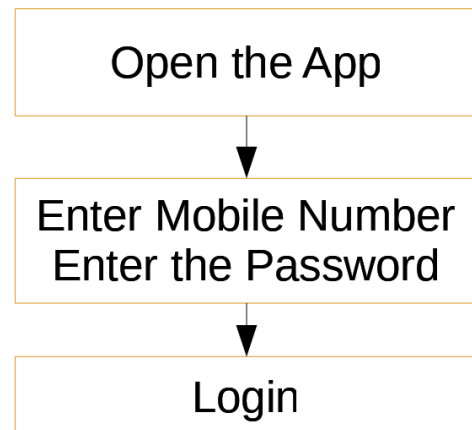 Open the App
Enter Mobile Number
Enter the Password
Login